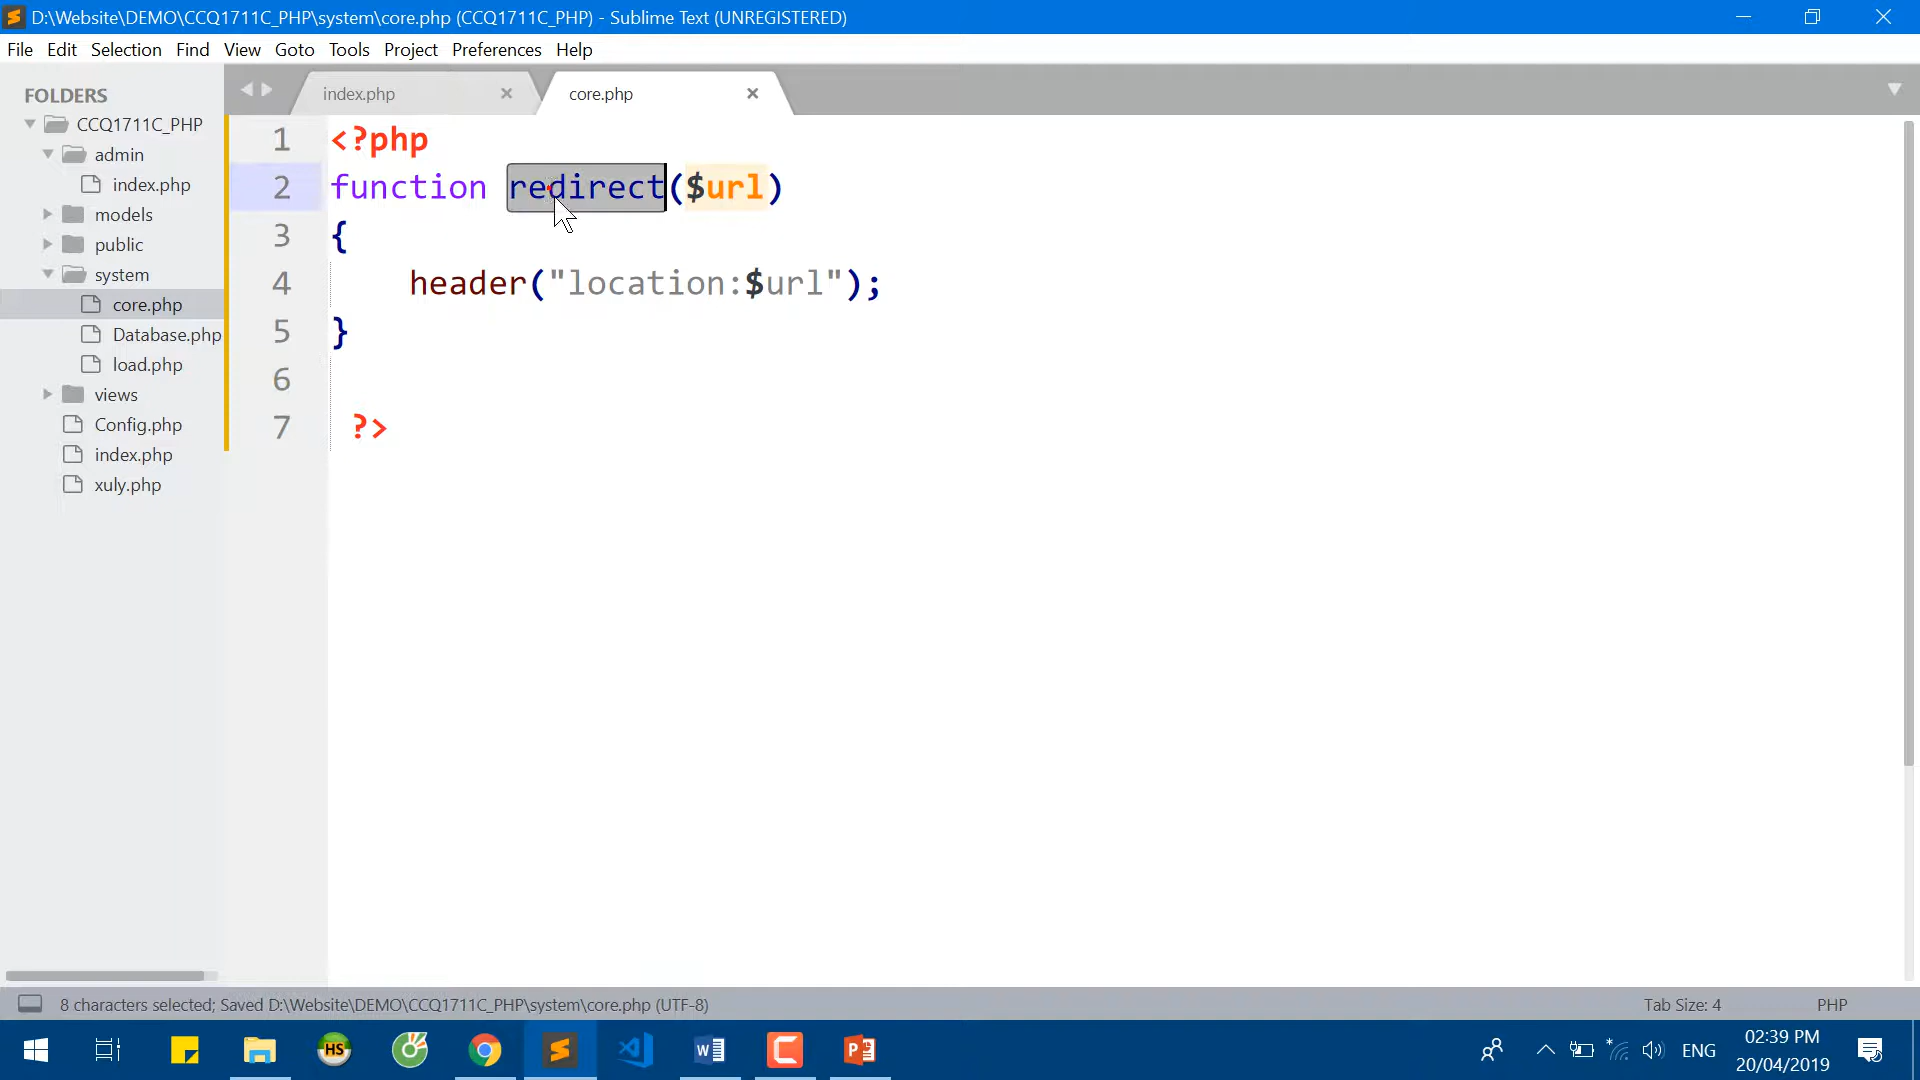 D:\Website\DEMO\CCQ1711C_PHP\system\core.php (CCQ1711C_PHP) - Sublime Text (UNREGISTERED)
File Edit Selection Find View Goto Tools Project Preferences Help
FOLDERS
CCQ1711C_PHP
admin
index.php
models
public
system
core.php
Database.php
load.php
views
Config.php
index.php
xuly.php
index.php core.php
1 <?php
2 function redirect($url)
3 {
4 header("location:$url");
5 }
6
7 ?>
8 characters selected; Saved D:\Website\DEMO\CCQ1711C_PHP\system\core.php (UTF-8) Tab Size: 4 PHP
HS
ENG
02:39 PM
20/04/2019